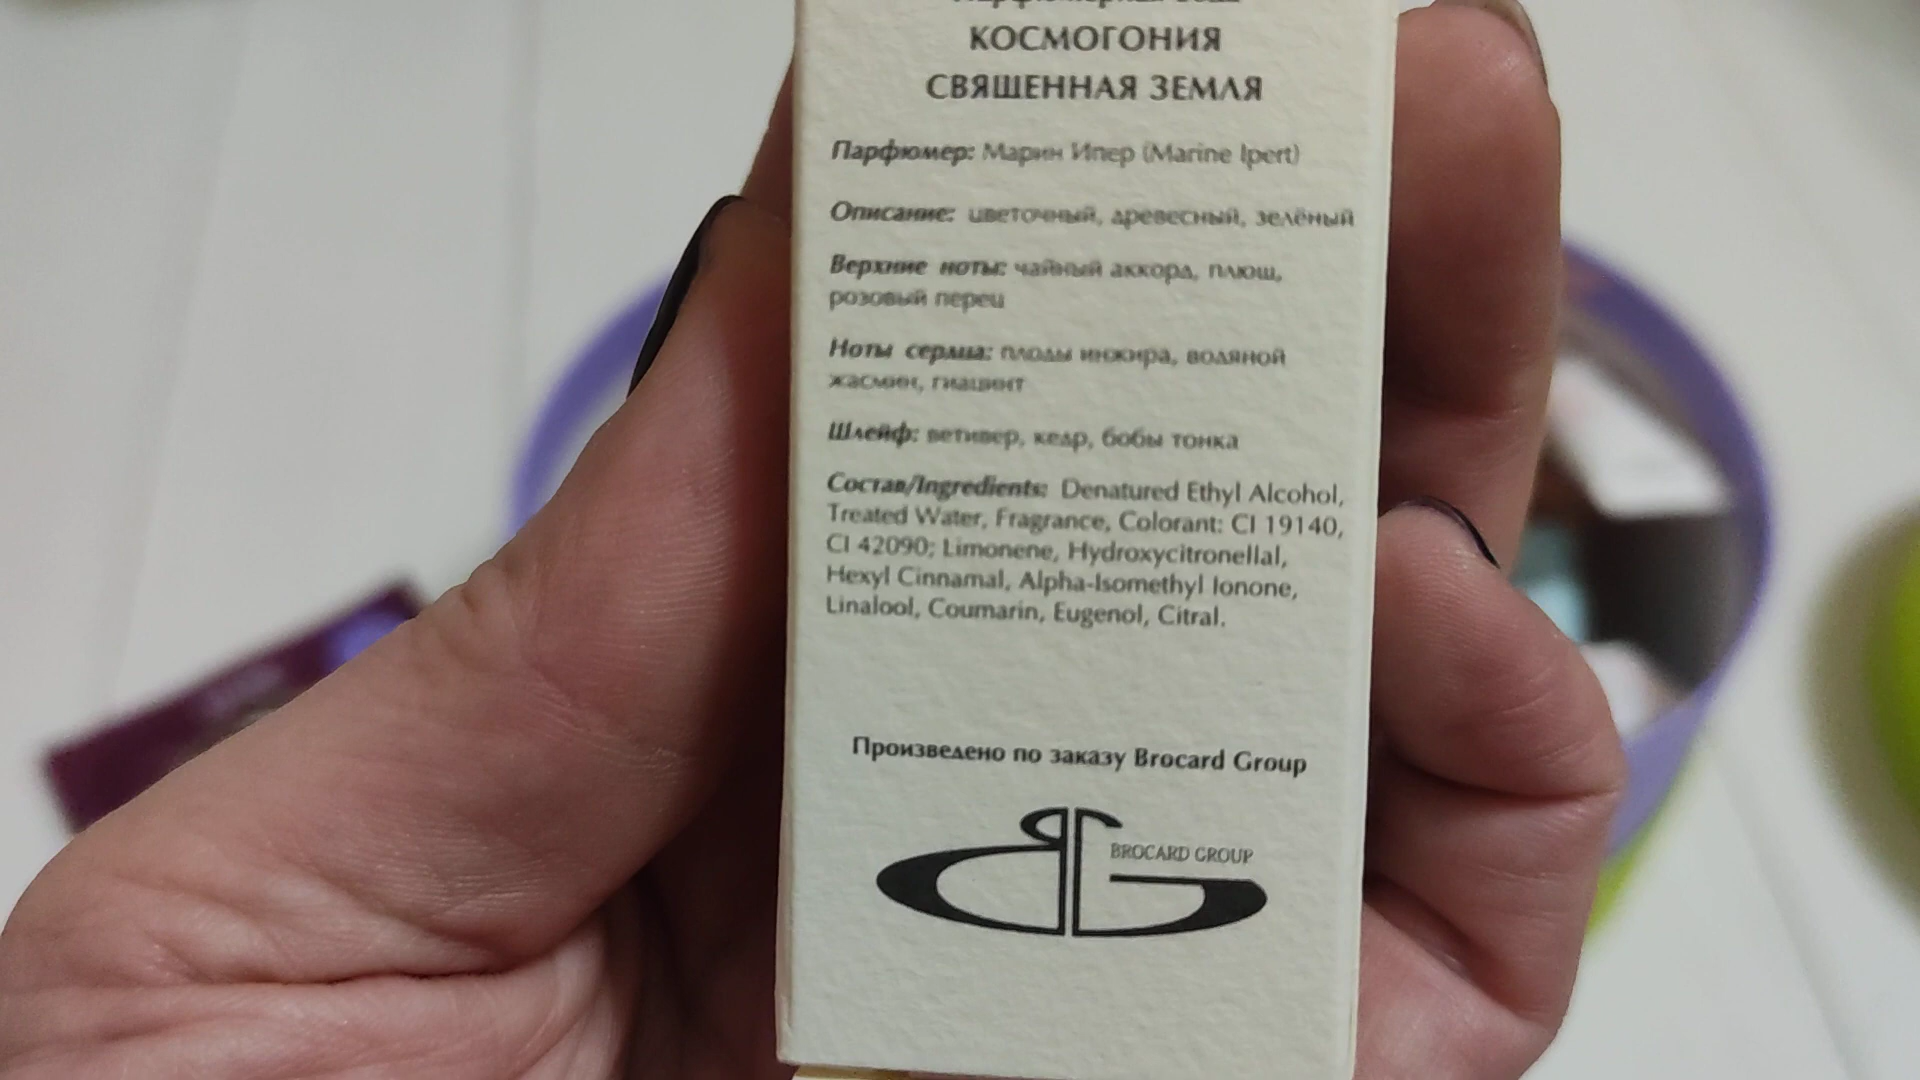 Парфюмерная вода
КОСМОГОНИЯ
СВЯЩЕННАЯ ЗЕМЛЯ
Парфюмер: Марин Ипер (Marine Ipert)
Описание: цветочный, древесный, зелёный
Верхние ноты: чайный аккорд, плющ,
розовый перец
Ноты сердца: плоды инжира, водяной
жасмин, гиацинт
Шлейф: ветивер, кедр, бобы тонка
Состав/Ingredients: Denatured Ethyl Alcohol,
Treated Water, Fragrance, Colorant: CI 19140,
CI 42090; Limonene, Hydroxycitronellal,
Hexyl Cinnamal, Alpha-Isomethyl Ionone,
Linalool, Coumarin, Eugenol, Citral.
Произведено по заказу Brocard Group
BROCARD GROUP